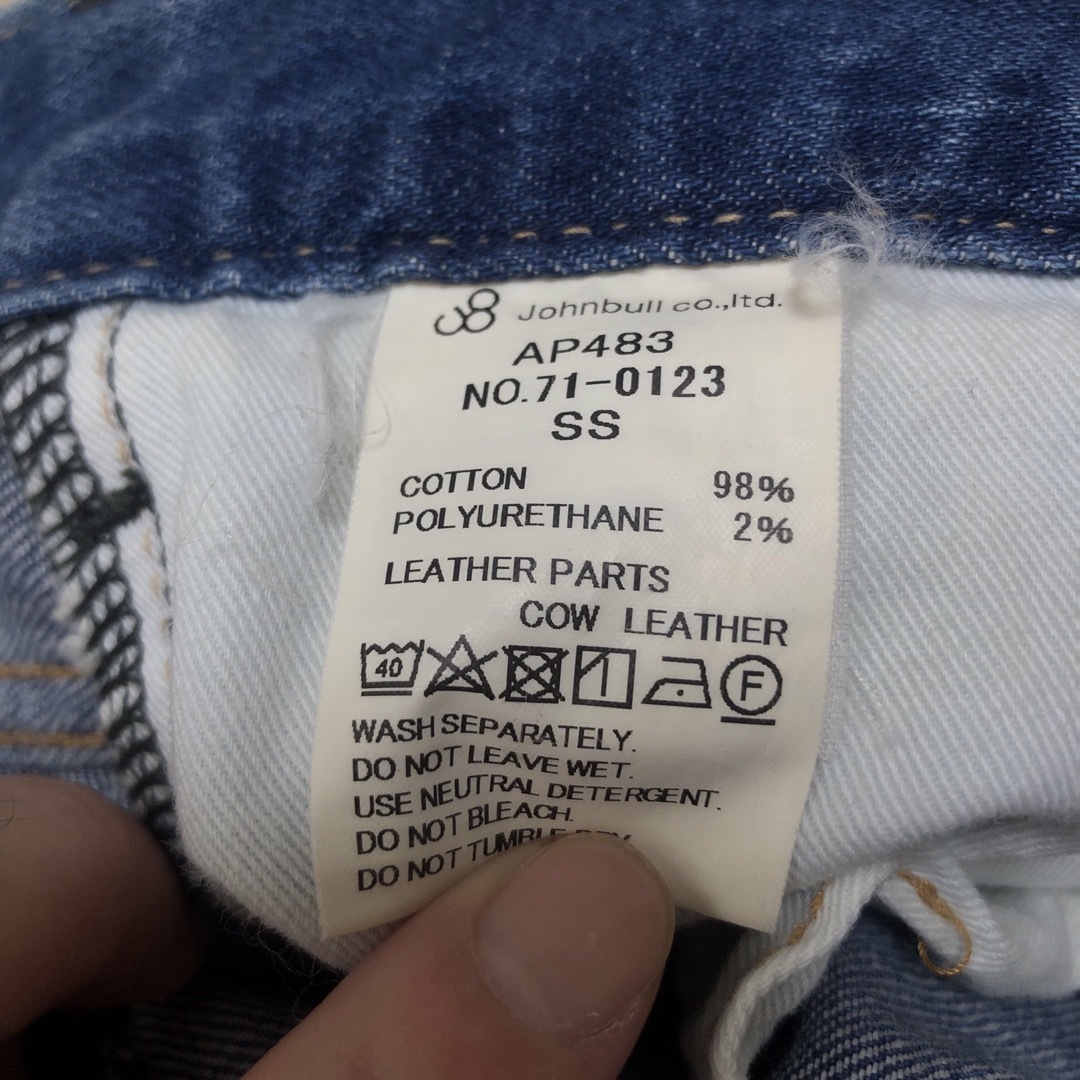 Johnbull co.,ltd.
AP483
NO.71-0123
SS
COTTON 98%
POLYURETHANE 2%
LEATHER PARTS
COW LEATHER
40 F
WASH SEPARATELY.
DO NOT LEAVE WET.
USE NEUTRAL DETERGENT.
DO NOT BLEACH.
DO NOT TUMBLE DRY